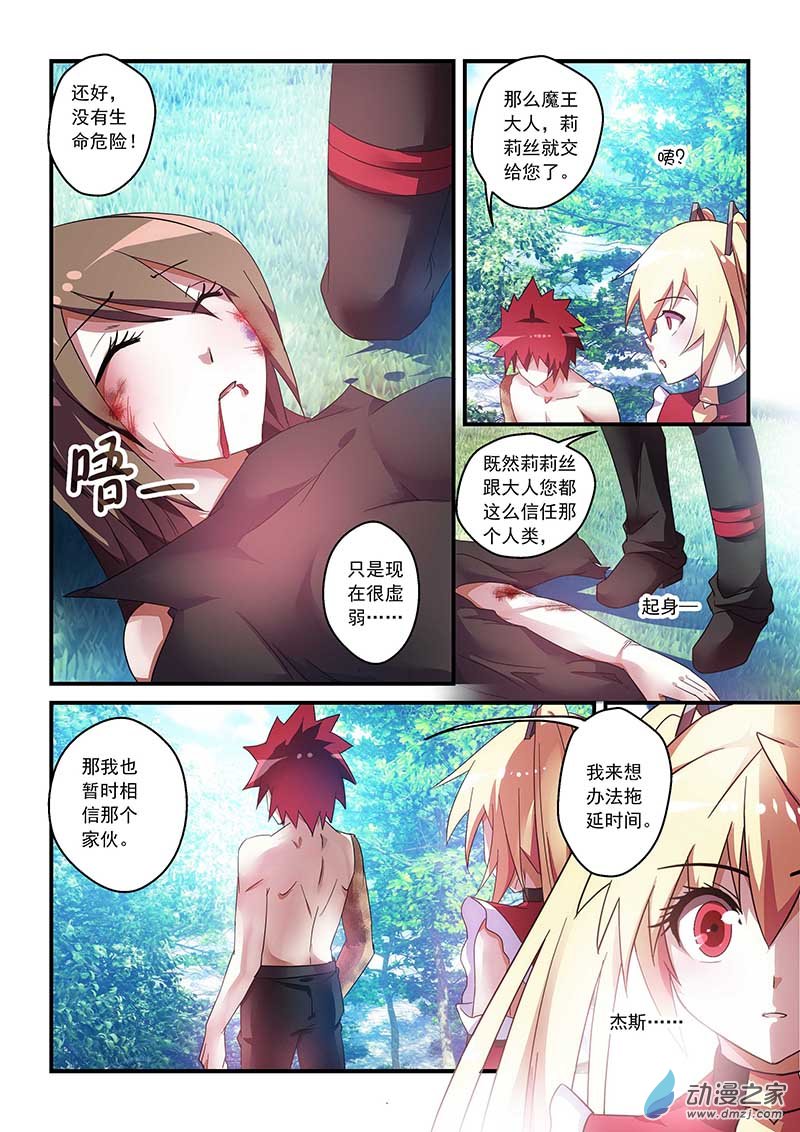 还好，
没有生
命危险！
唔—
只是现
在很虚
弱……
那么魔王
大人，莉
莉丝就交
给您了。
咦？
既然莉莉丝
跟大人您都
这么信任那
个人类，
起身—
那我也
暂时相
信那个
家伙。
我来想
办法拖
延时间。
杰斯……
动漫之家
www.dmzj.com